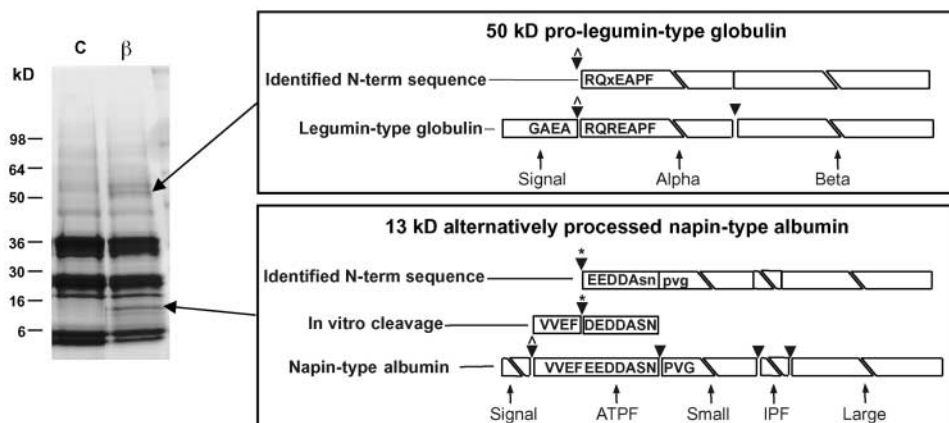 C β
kD
98
64
50
36
30
16
6
50 kD pro-legumin-type globulin
^
Identified N-term sequence
RQxEAPF
^
Legumin-type globulin
GAEA RQREAPF
Signal Alpha Beta
13 kD alternatively processed napin-type albumin
*
Identified N-term sequence
EEDDAsn pvg
*
In vitro cleavage
VVEF DEDDASN
^
Napin-type albumin
VVEFEEDDASN PVG
Signal ATPF Small IPF Large